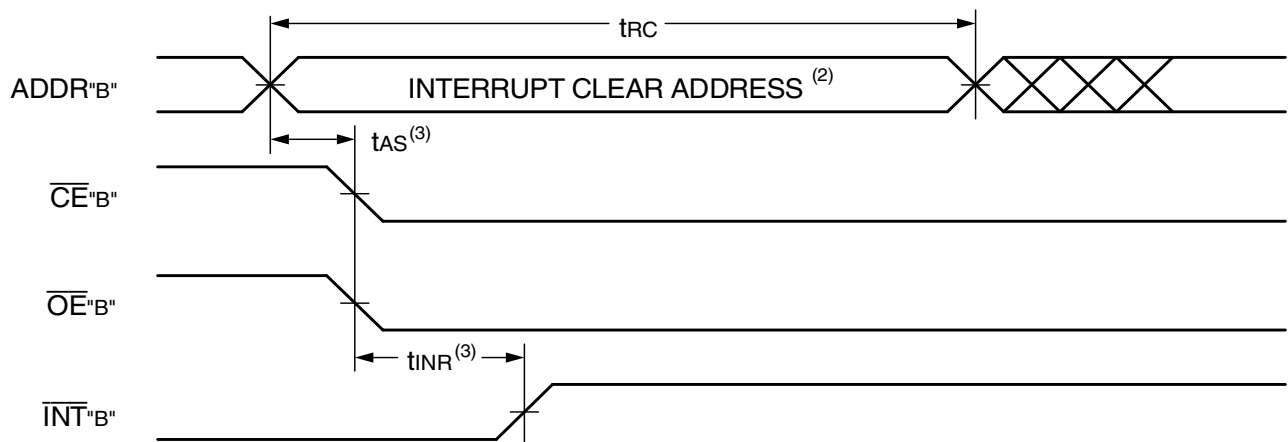 tRC
ADDR"B" INTERRUPT CLEAR ADDRESS (2)
tAS(3)
CE"B"
OE"B"
tINR(3)
INT"B"